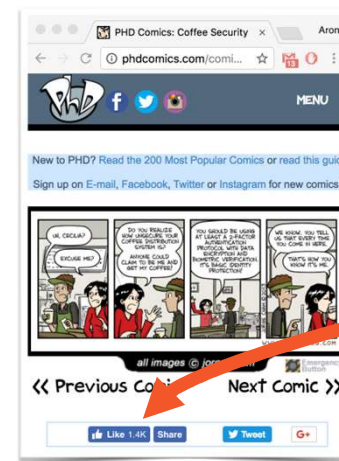 PHD Comics: Coffee Security ×
Aron
phdcomics.com/comi...
13
PhD
MENU
New to PHD? Read the 200 Most Popular Comics or read this guid
Sign up on E-mail, Facebook, Twitter or Instagram for new comics
UH, CECILIA?
EXCUSE ME?
DO YOU REALIZE
HOW UNSECURE YOUR
COFFEE DISTRIBUTION
SYSTEM IS?
ANYONE COULD
CLAIM TO BE ME AND
GET MY COFFEE!
YOU SHOULD BE USING
AT LEAST A 2-FACTOR
AUTHENTICATION
PROTOCOL WITH DATA
ENCRYPTION AND
BIOMETRIC VERIFICATION.
IT'S BASIC IDENTITY
PROTECTION!
WE KNOW. YOU TELL
US THAT EVERY TIME
YOU COME IN HERE.
THAT'S HOW YOU
KNOW IT'S ME.
all images ©
Emergency
Button
<< Previous
Next Comic >>
Like 1.4K
Share
Tweet
G+